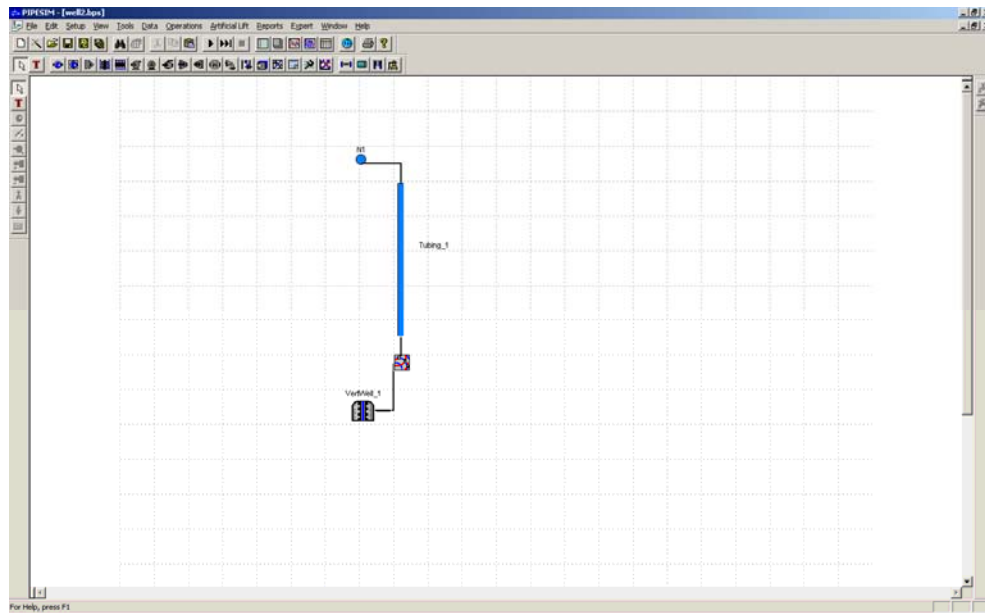 PIPESIM - [well2.bps]
File Edit Setup View Tools Data Operations Artificial Lift Reports Expert Window Help
T
T
N1
Tubing_1
VertWell_1
For Help, press F1